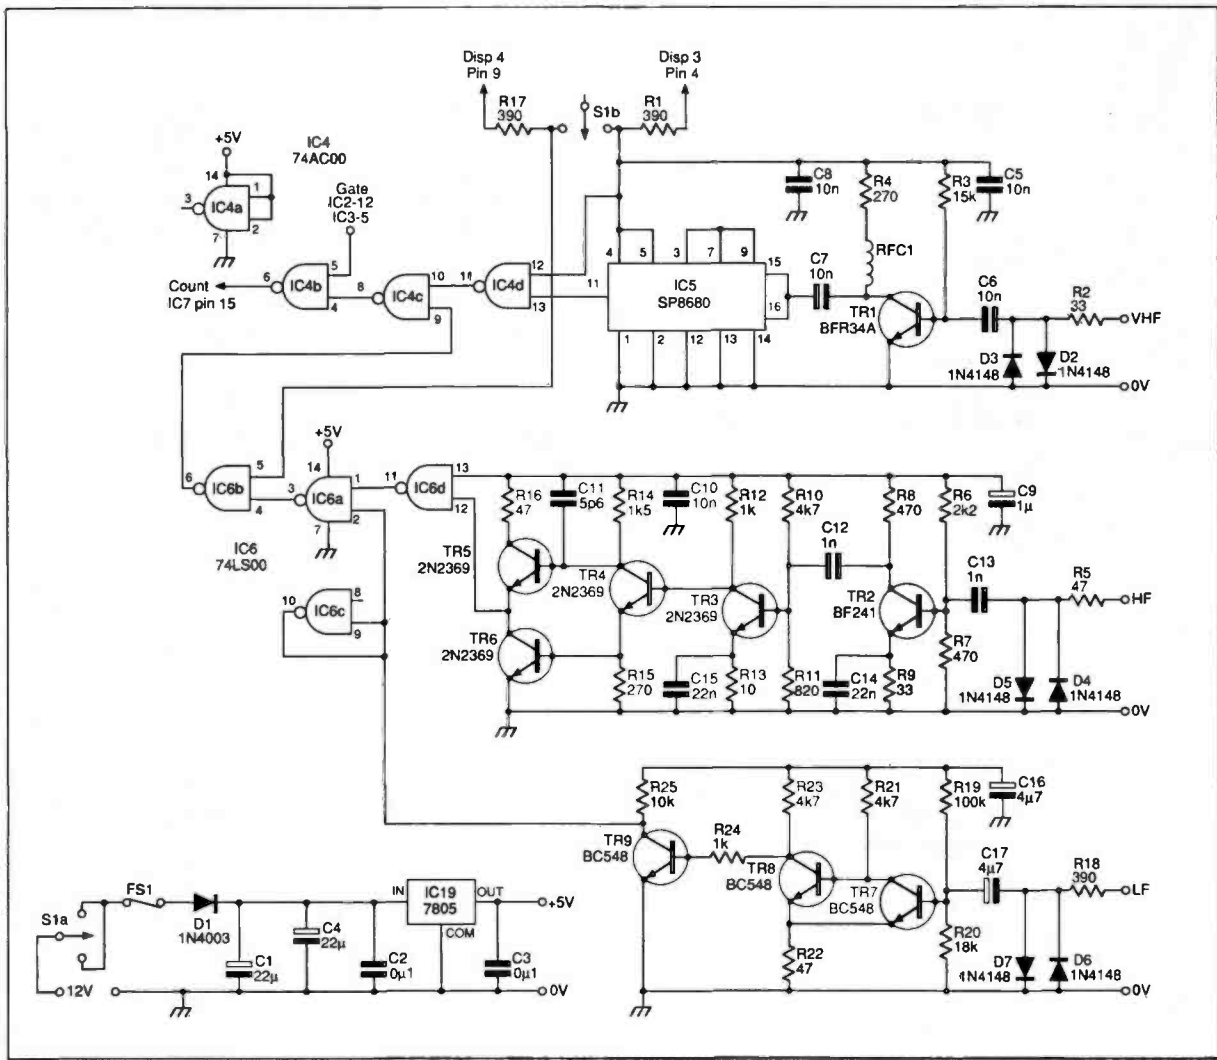 Disp 4
Pin 9
Disp 3
Pin 4
R17
390
S1b
R1
390
+5V
IC4
74AC00
14
1
3
IC4a
2
7
Gate
IC2-12
IC3-5
C8
10n
R4
270
R3
15k
C5
10n
RFC1
Count
IC7 pin 15
6
IC4b
5
4
8
IC4c
10
9
11
IC4d
12
13
11
4
5
3
7
9
15
IC5
SP8680
16
1
2
12
13
14
C7
10n
TR1
BFR34A
C6
10n
R2
33
VHF
D3
1N4148
D2
1N4148
0V
+5V
6
IC6b
5
4
14
3
IC6a
1
2
7
11
IC6d
13
12
IC6
74LS00
10
IC6c
8
9
R16
47
C11
5p6
R14
1k5
C10
10n
R12
1k
R10
4k7
R8
470
R6
2k2
C9
1µ
C12
1n
C13
1n
R5
47
HF
TR5
2N2369
TR4
2N2369
TR3
2N2369
TR2
BF241
TR6
2N2369
R15
270
C15
22n
R13
10
R11
820
C14
22n
R9
33
R7
470
D5
1N4148
D4
1N4148
0V
R25
10k
R23
4k7
R21
4k7
R19
100k
C16
4µ7
TR9
BC548
R24
1k
TR8
BC548
TR7
BC548
C17
4µ7
R18
390
LF
R22
47
R20
18k
D7
1N4148
D6
1N4148
0V
S1a
FS1
D1
1N4003
IN
IC19
7805
OUT
COM
+5V
C1
22µ
C4
22µ
C2
0µ1
C3
0µ1
12V
0V